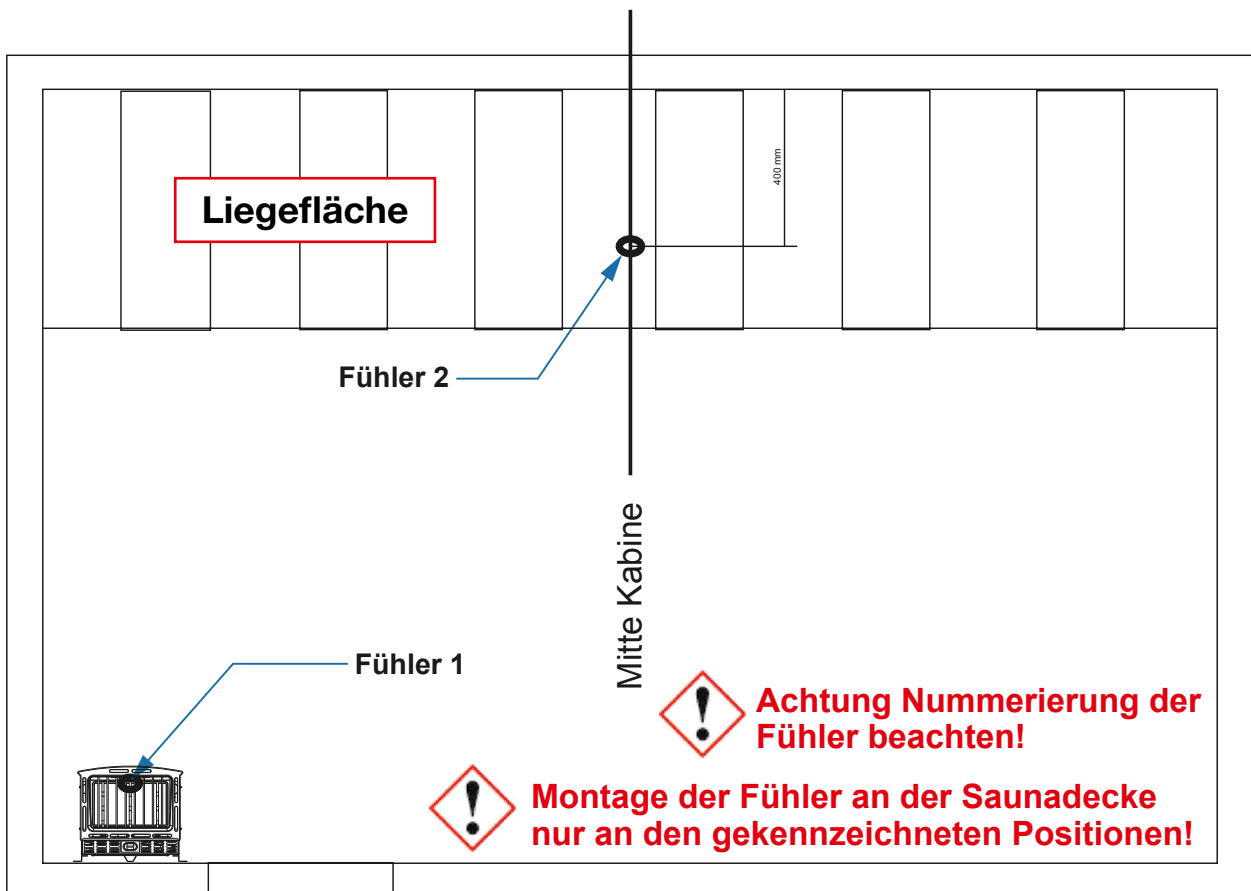 400 mm
Liegefläche
Fühler 2
Mitte Kabine
Fühler 1
Achtung Nummerierung der
Fühler beachten!
Montage der Fühler an der Saunadecke
nur an den gekennzeichneten Positionen!